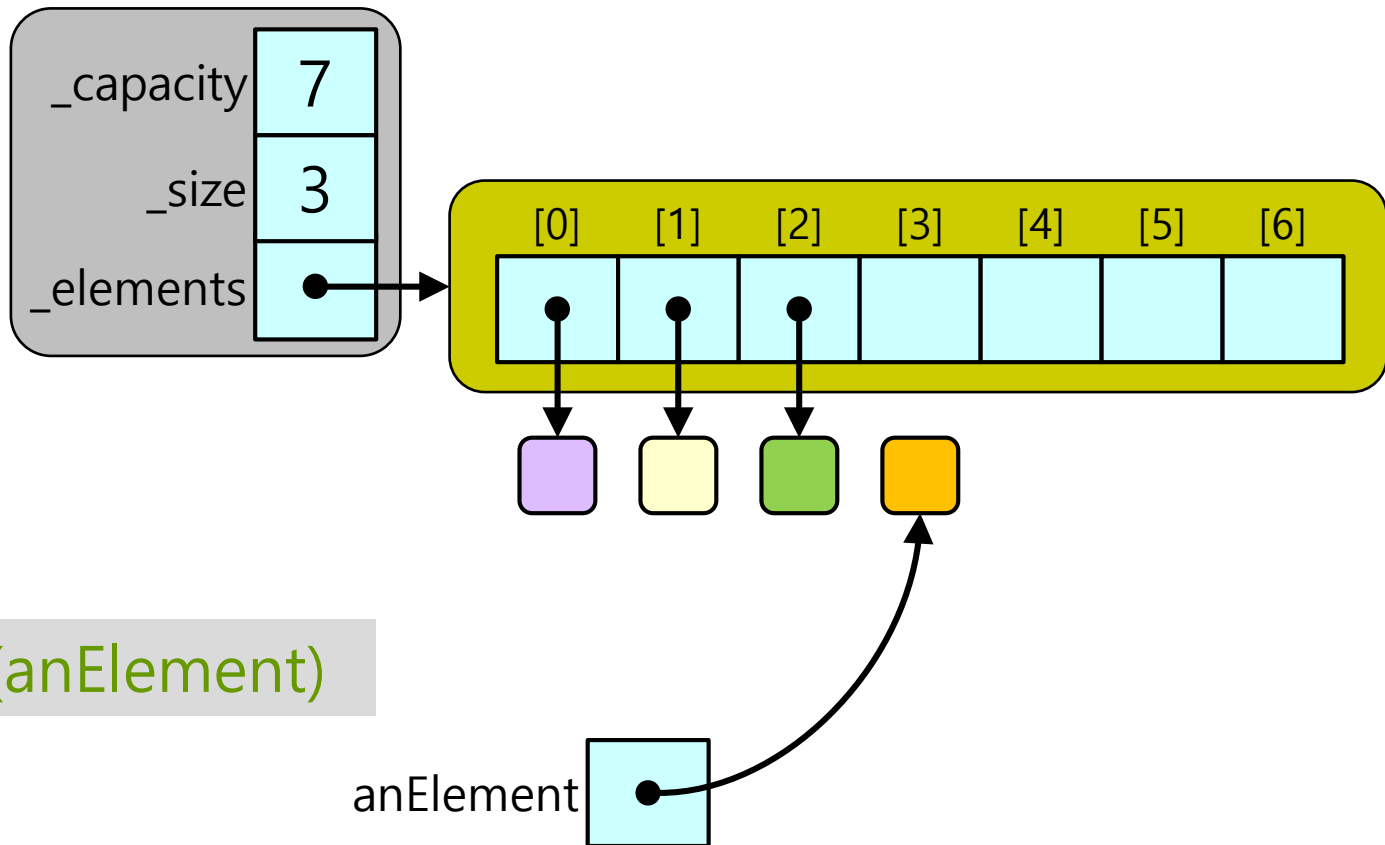 _capacity 7
_size 3
_elements
[0] [1] [2] [3] [4] [5] [6]
(anElement)
anElement